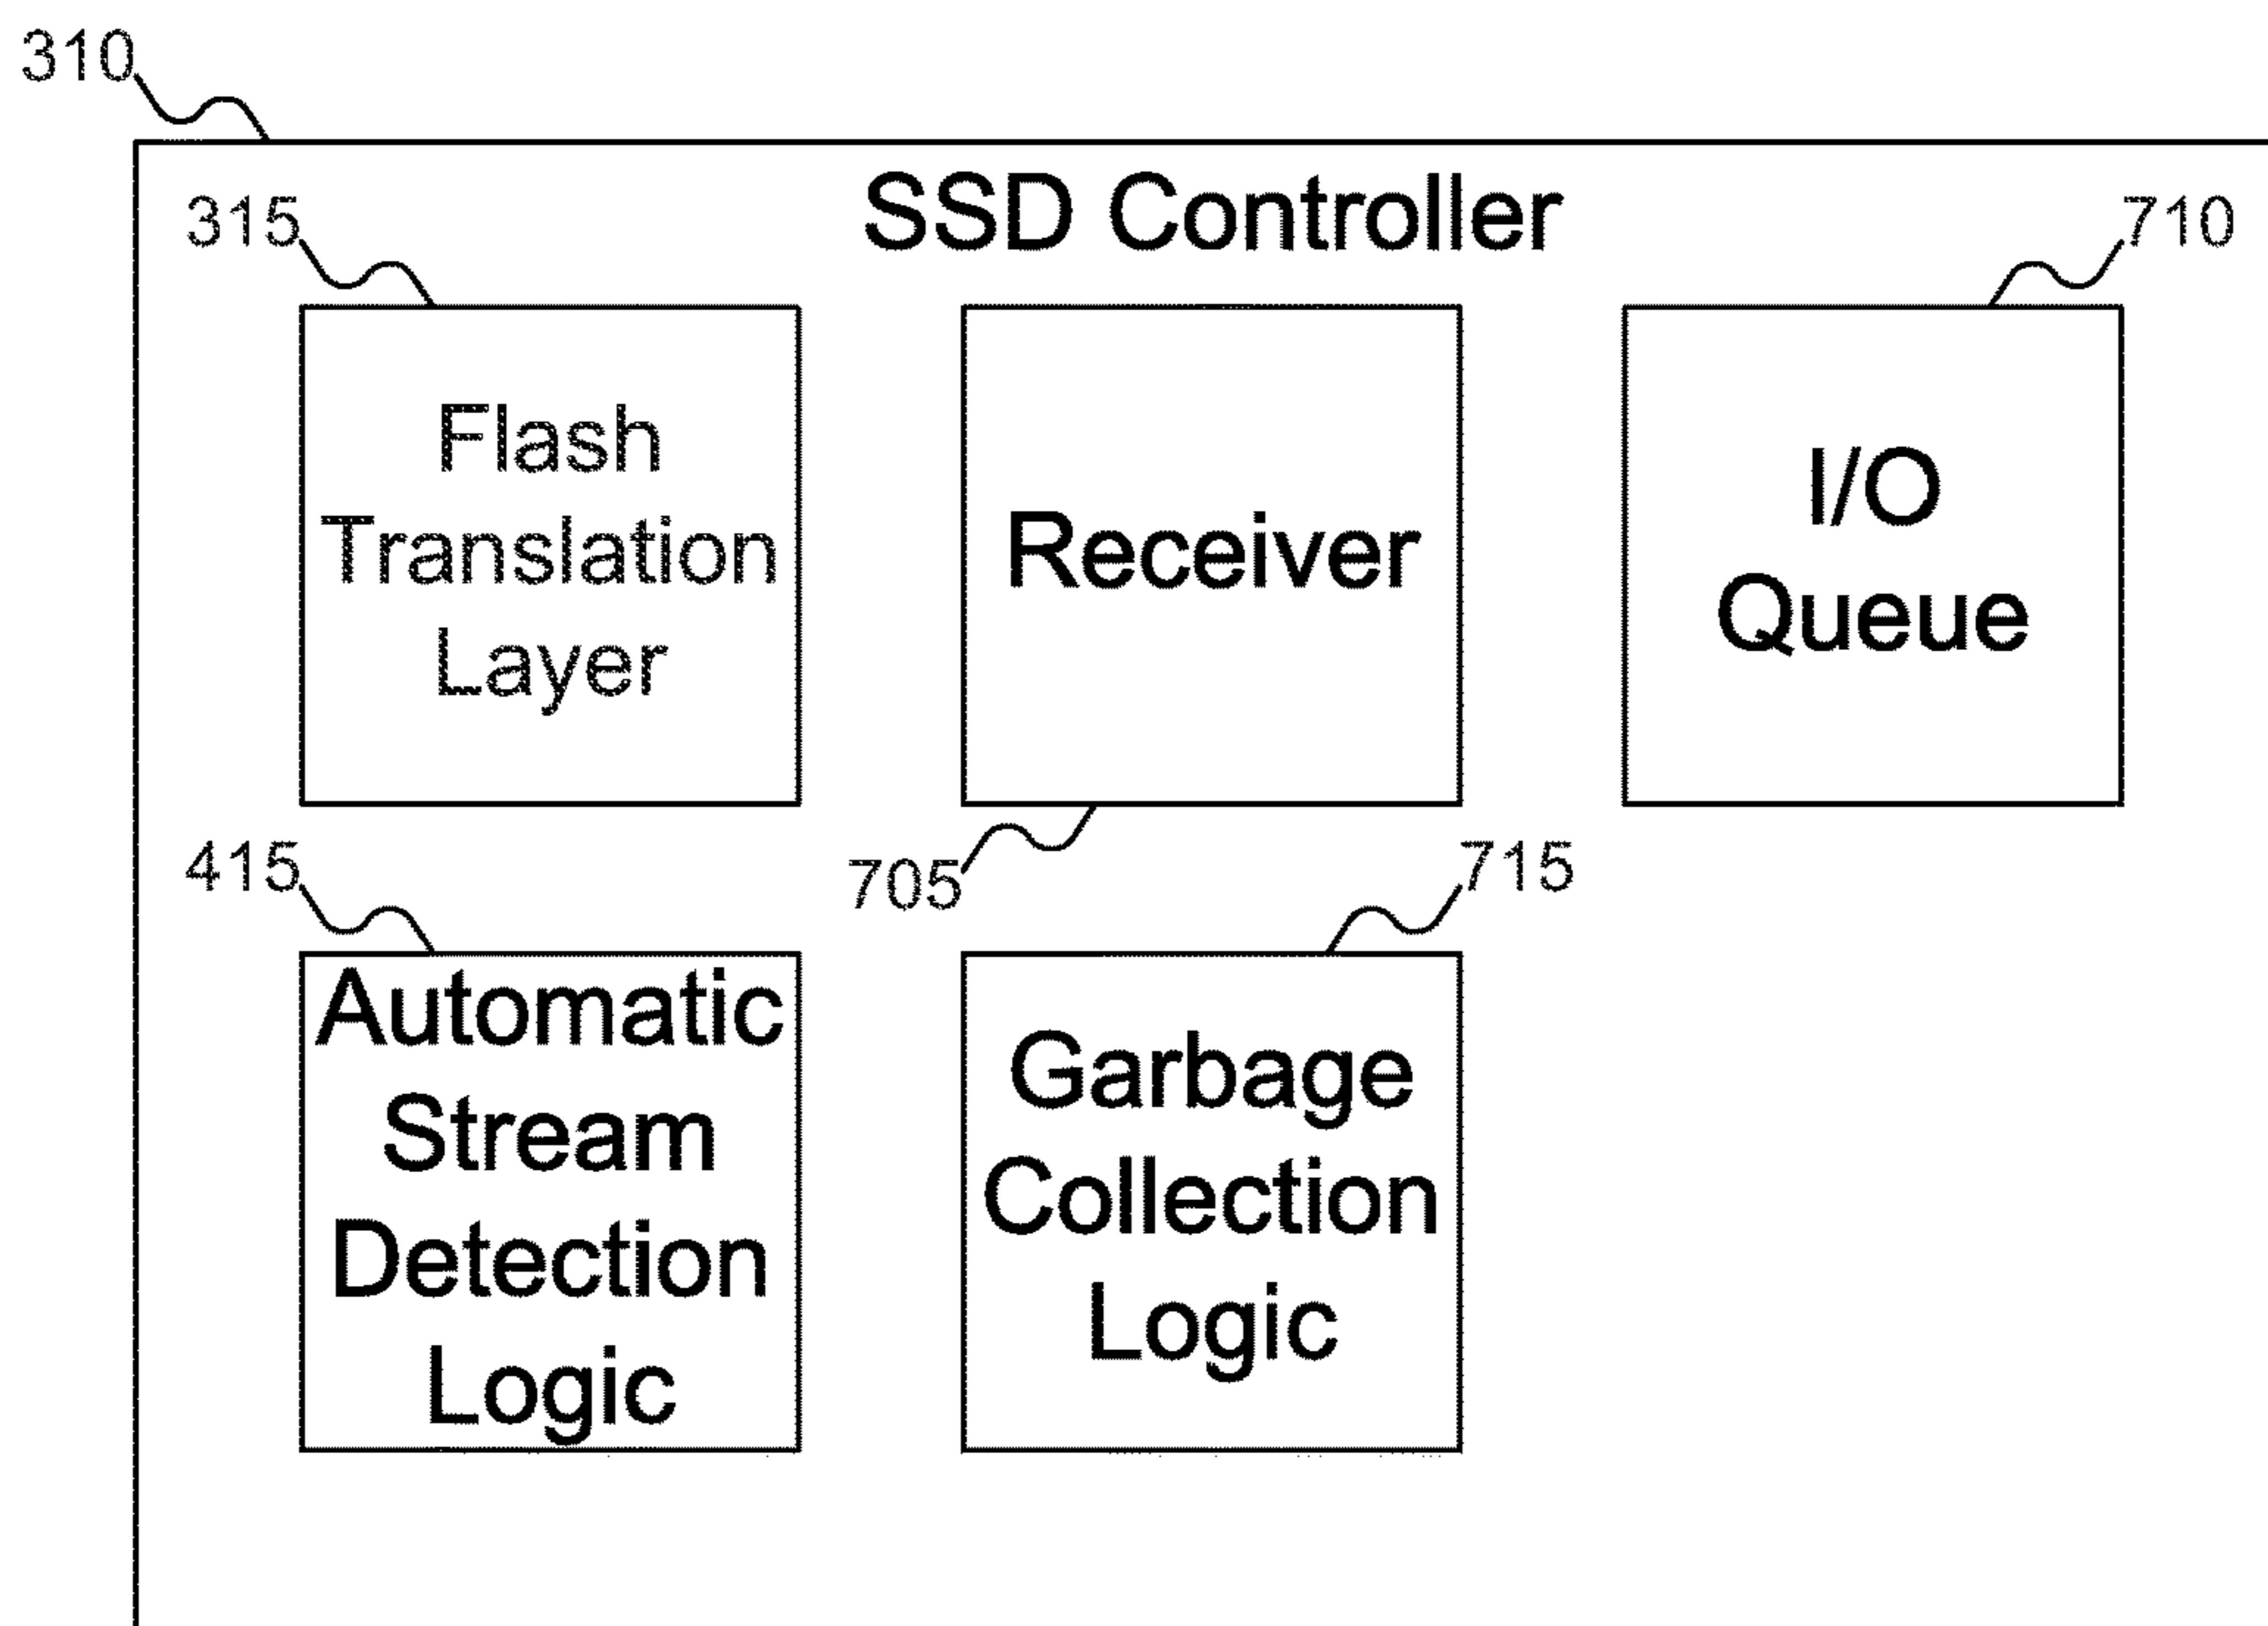 310
SSD Controller
315
710
Flash
Translation
Layer
Receiver
I/O
Queue
415
705
715
Automatic
Stream
Detection
Logic
Garbage
Collection
Logic